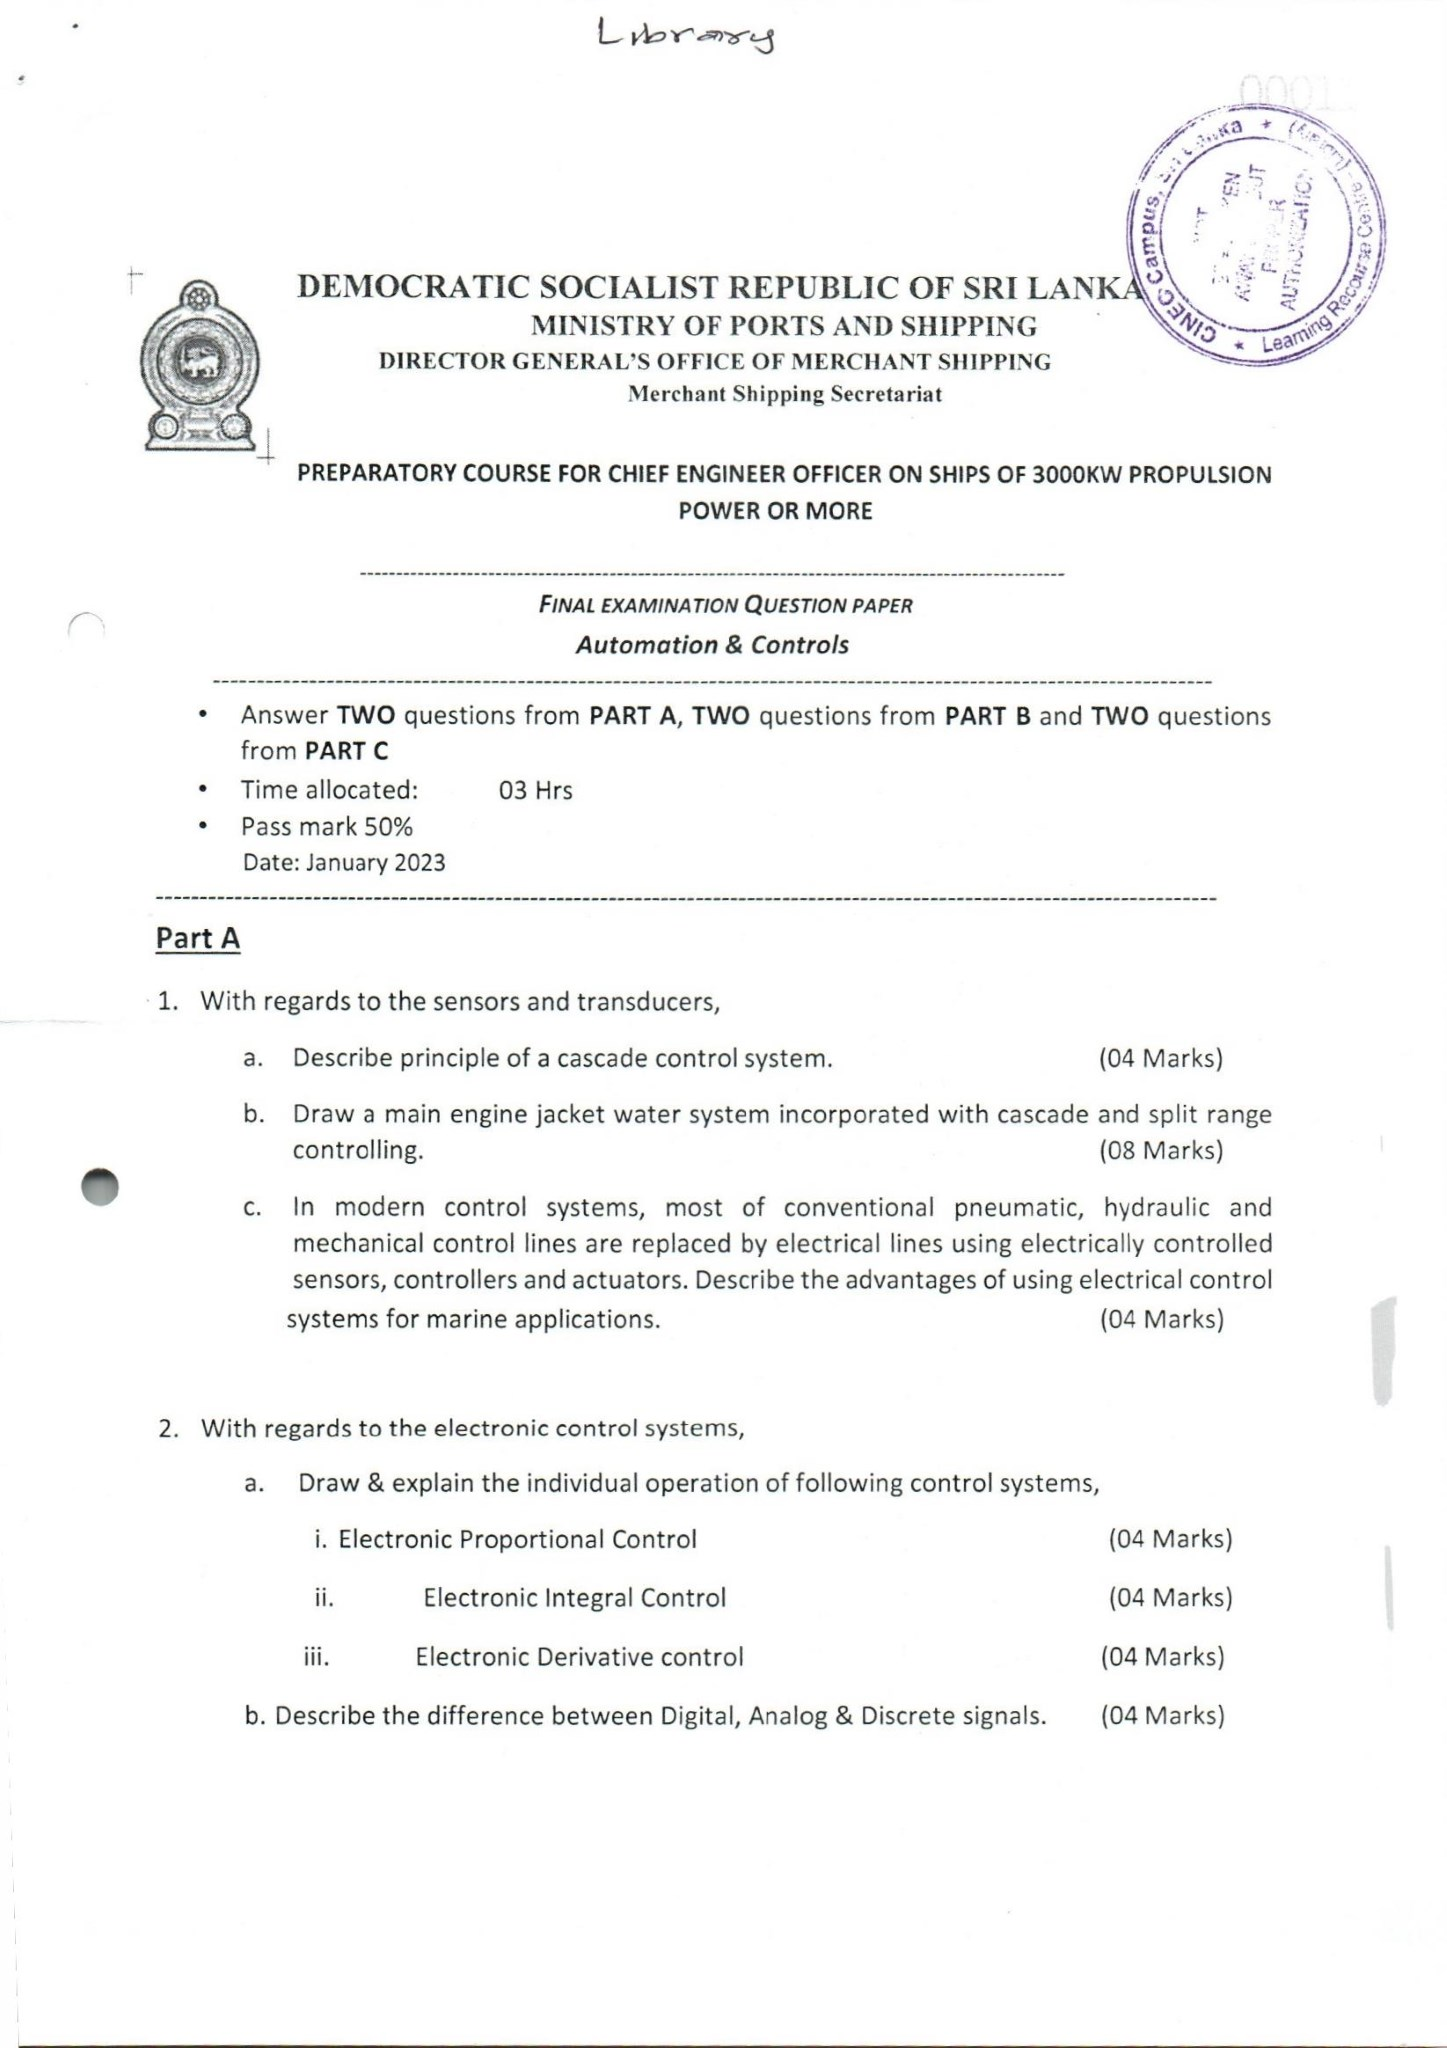 Library
CINEC Campus, Sri Lanka * (Malabe) - Learning Recourse Centre *
AUTHORIZATION
DEMOCRATIC SOCIALIST REPUBLIC OF SRI LANKA
MINISTRY OF PORTS AND SHIPPING
DIRECTOR GENERAL'S OFFICE OF MERCHANT SHIPPING
Merchant Shipping Secretariat
PREPARATORY COURSE FOR CHIEF ENGINEER OFFICER ON SHIPS OF 3000KW PROPULSION
POWER OR MORE
FINAL EXAMINATION QUESTION PAPER
Automation & Controls
• Answer TWO questions from PART A, TWO questions from PART B and TWO questions
from PART C
• Time allocated: 03 Hrs
• Pass mark 50%
Date: January 2023
Part A
1. With regards to the sensors and transducers,
a. Describe principle of a cascade control system. (04 Marks)
b. Draw a main engine jacket water system incorporated with cascade and split range
controlling. (08 Marks)
c. In modern control systems, most of conventional pneumatic, hydraulic and
mechanical control lines are replaced by electrical lines using electrically controlled
sensors, controllers and actuators. Describe the advantages of using electrical control
systems for marine applications. (04 Marks)
2. With regards to the electronic control systems,
a. Draw & explain the individual operation of following control systems,
i. Electronic Proportional Control (04 Marks)
ii. Electronic Integral Control (04 Marks)
iii. Electronic Derivative control (04 Marks)
b. Describe the difference between Digital, Analog & Discrete signals. (04 Marks)